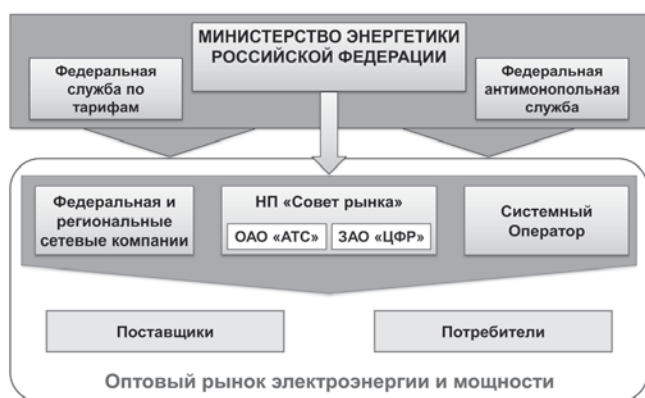 МИНИСТЕРСТВО ЭНЕРГЕТИКИ
РОССИЙСКОЙ ФЕДЕРАЦИИ
Федеральная
служба по
тарифам
Федеральная
антимонопольная
служба
Федеральная и
региональные
сетевые компании
НП «Совет рынка»
ОАО «АТС»
ЗАО «ЦФР»
Системный
Оператор
Поставщики
Потребители
Оптовый рынок электроэнергии и мощности